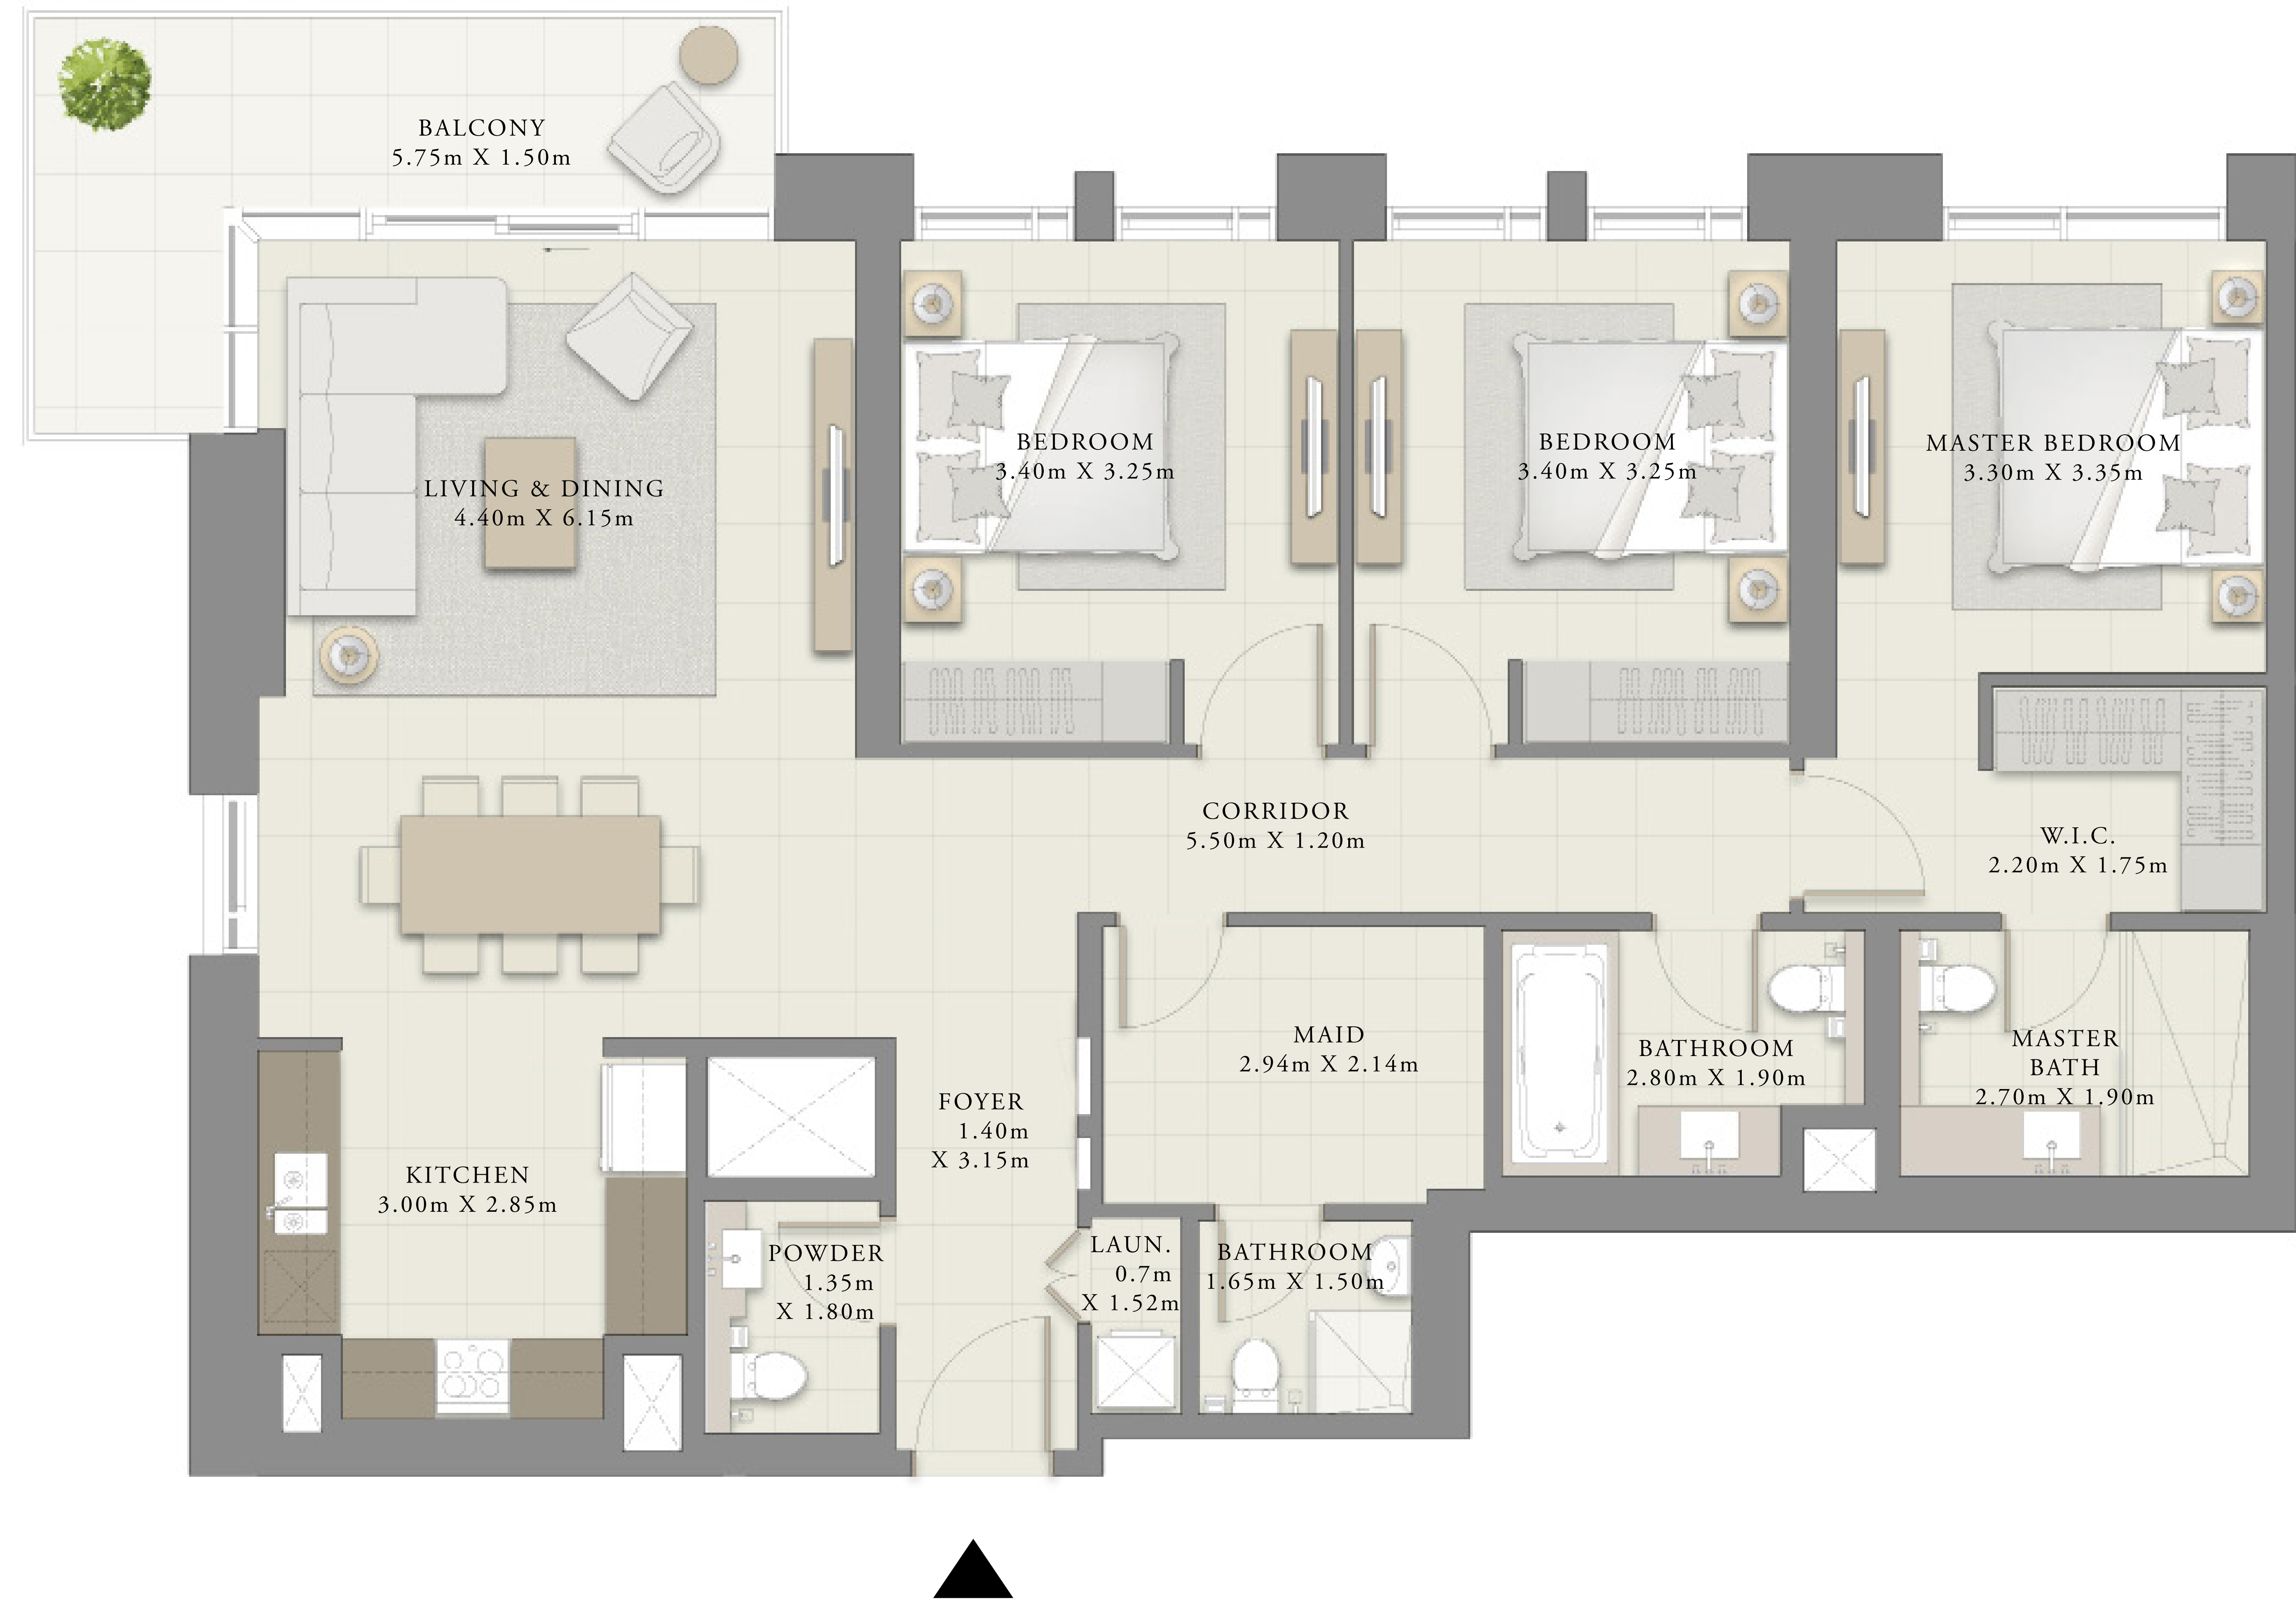 BALCONY
5.75m X 1.50m
BEDROOM
3.40m X 3.25m
BEDROOM
3.40m X 3.25m
MASTER BEDROOM
3.30m X 3.35m
LIVING & DINING
4.40m X 6.15m
CORRIDOR
5.50m X 1.20m
W.I.C.
2.20m X 1.75m
MAID
2.94m X 2.14m
BATHROOM
2.80m X 1.90m
MASTER
BATH
2.70m X 1.90m
FOYER
1.40m
X 3.15m
KITCHEN
3.00m X 2.85m
POWDER
1.35m
X 1.80m
LAUN.
0.7m
X 1.52m
BATHROOM
1.65m X 1.50m